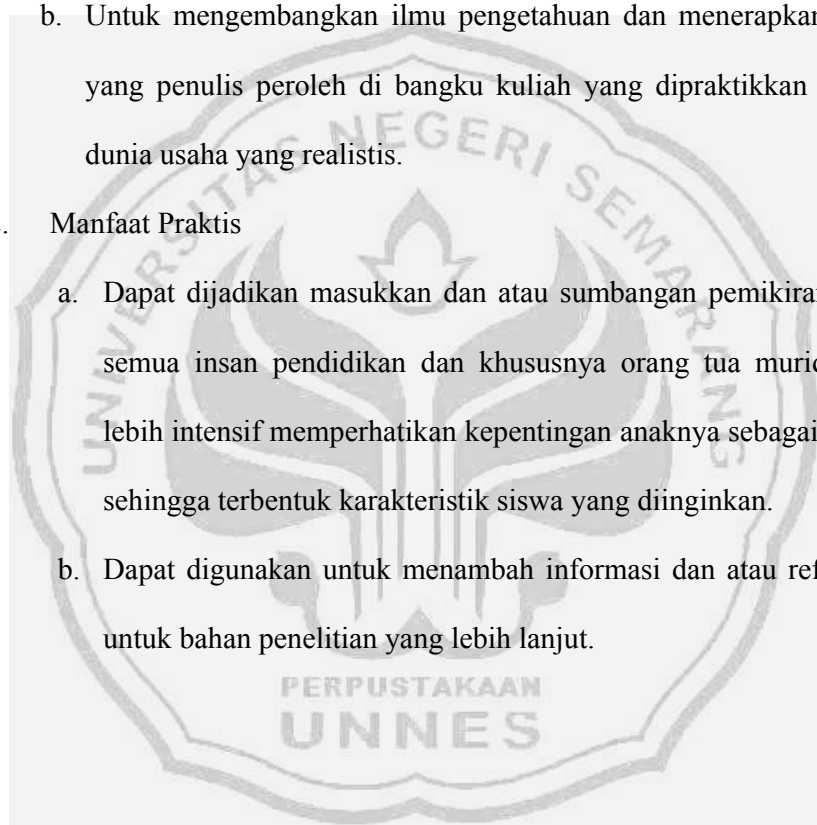 b. Untuk mengembangkan ilmu pengetahuan dan menerapkan
yang penulis peroleh di bangku kuliah yang dipraktikkan
dunia usaha yang realistis.
Manfaat Praktis
a. Dapat dijadikan masukkan dan atau sumbangan pemikiran
semua insan pendidikan dan khususnya orang tua murid
lebih intensif memperhatikan kepentingan anaknya sebagai
sehingga terbentuk karakteristik siswa yang diinginkan.
b. Dapat digunakan untuk menambah informasi dan atau ref
untuk bahan penelitian yang lebih lanjut.
UNIVERSITAS NEGERI SEMARANG
PERPUSTAKAAN
UNNES